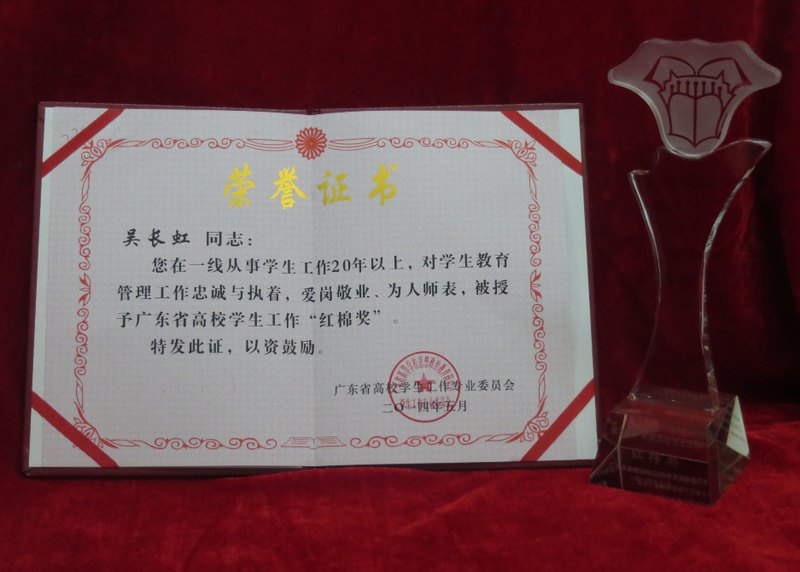 荣誉证书
吴长虹 同志：
您在一线从事学生工作20年以上，对学生教育
管理工作忠诚与执着，爱岗敬业、为人师表，被授
予广东省高校学生工作“红棉奖”。
特发此证，以资鼓励。
广东省高校学生工作专业委员会
二〇一四年五月
红棉奖